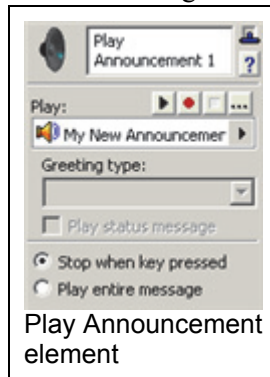 Play
Announcement 1
?
Play:
...
My New Announcemer
Greeting type:
Play status message
Stop when key pressed
Play entire message
Play Announcement
element